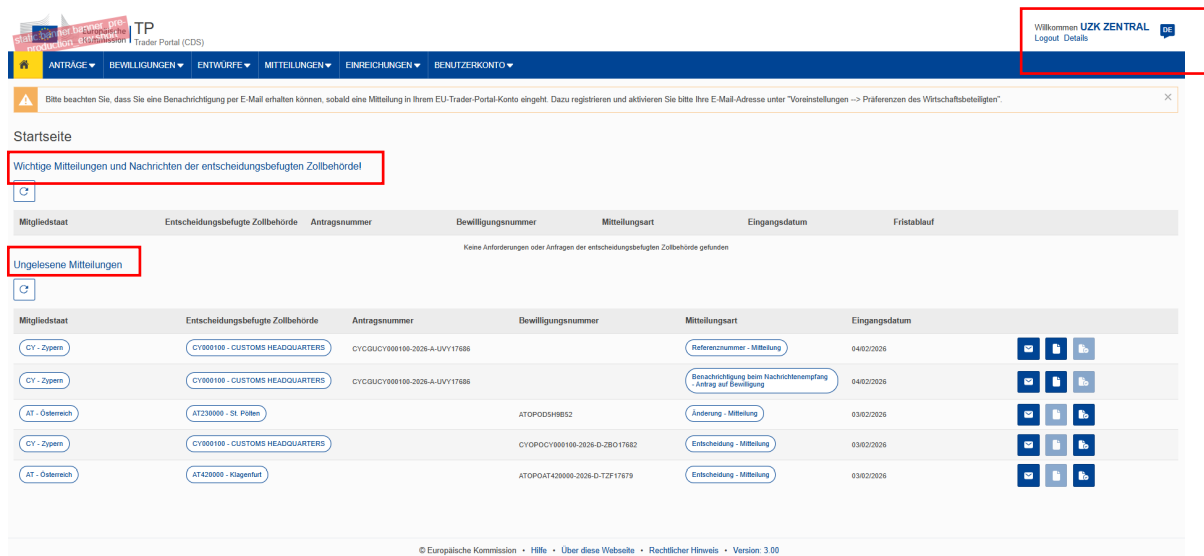 static banner banner_pre-
production_
Europäische
Kommission
TP
Trader Portal (CDS)
Willkommen UZK ZENTRAL
Logout Details
DE
ANTRÄGE BEWILLIGUNGEN ENTWÜRFE MITTEILUNGEN EINREICHUNGEN BENUTZERKONTO
Bitte beachten Sie, dass Sie eine Benachrichtigung per E-Mail erhalten können, sobald eine Mitteilung in Ihrem EU-Trader-Portal-Konto eingeht. Dazu registrieren und aktivieren Sie bitte Ihre E-Mail-Adresse unter "Voreinstellungen --> Präferenzen des Wirtschaftsbeteiligten".
Startseite
Wichtige Mitteilungen und Nachrichten der entscheidungsbefugten Zollbehörde!
Mitgliedstaat Entscheidungsbefugte Zollbehörde Antragsnummer Bewilligungsnummer Mitteilungsart Eingangsdatum Fristablauf
Keine Anforderungen oder Anfragen der entscheidungsbefugten Zollbehörde gefunden
Ungelesene Mitteilungen
Mitgliedstaat Entscheidungsbefugte Zollbehörde Antragsnummer Bewilligungsnummer Mitteilungsart Eingangsdatum
CY - Zypern CY000100 - CUSTOMS HEADQUARTERS CYCGUCY000100-2026-A-UVY17686 Referenznummer - Mitteilung 04/02/2026
CY - Zypern CY000100 - CUSTOMS HEADQUARTERS CYCGUCY000100-2026-A-UVY17686 Benachrichtigung beim Nachrichtenempfang
- Antrag auf Bewilligung 04/02/2026
AT - Österreich AT230000 - St. Pölten ATOPOD5H9B52 Änderung - Mitteilung 03/02/2026
CY - Zypern CY000100 - CUSTOMS HEADQUARTERS CYOPOCY000100-2026-D-ZBO17682 Entscheidung - Mitteilung 03/02/2026
AT - Österreich AT420000 - Klagenfurt ATOPOAT420000-2026-D-TZF17679 Entscheidung - Mitteilung 03/02/2026
© Europäische Kommission • Hilfe • Über diese Webseite • Rechtlicher Hinweis • Version: 3.00